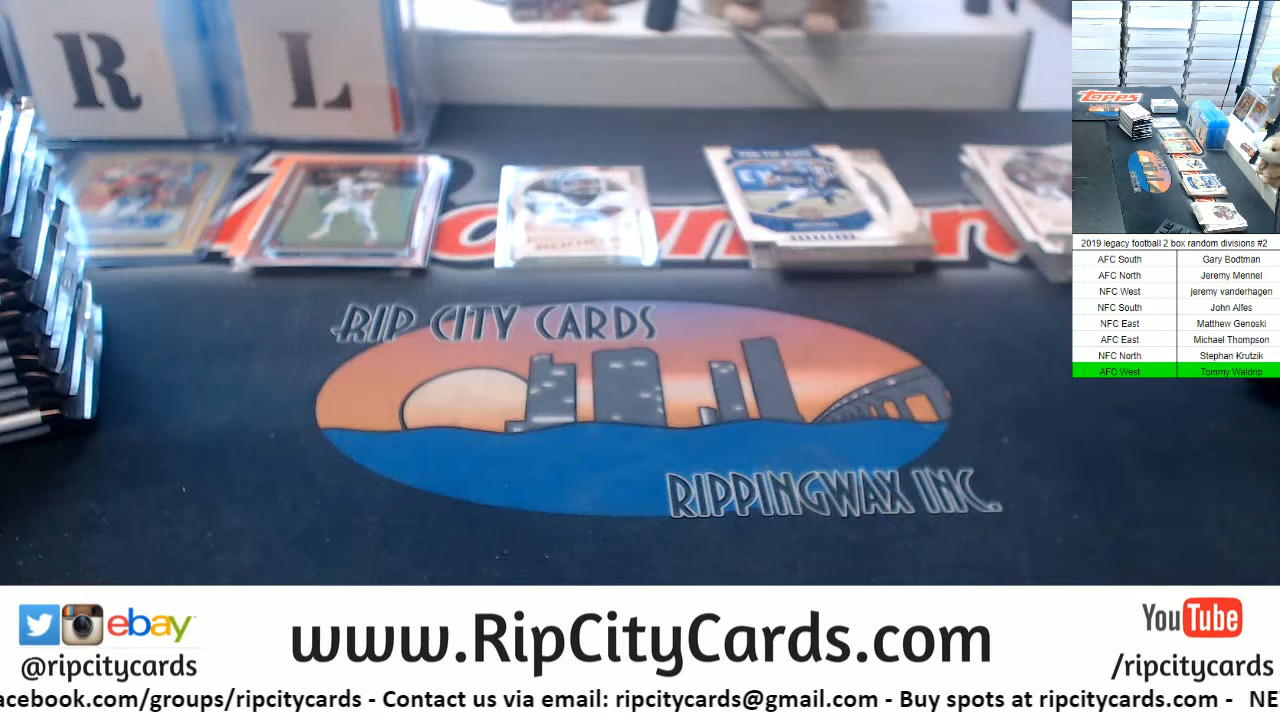 R L
Topps
2019 legacy football 2 box random divisions #2
AFC South Gary Bodtman
AFC North Jeremy Mennel
NFC West jeremy vanderhagen
NFC South John Alfes
NFC East Matthew Genoski
AFC East Michael Thompson
NFC North Stephan Krutzik
AFC West Tommy Waldrip
RIP CITY CARDS
RIPPINGWAX INC.
ebay
@ripcitycards
www.RipCityCards.com
YouTube
/ripcitycards
acebook.com/groups/ripcitycards - Contact us via email: ripcitycards@gmail.com - Buy spots at ripcitycards.com - NE